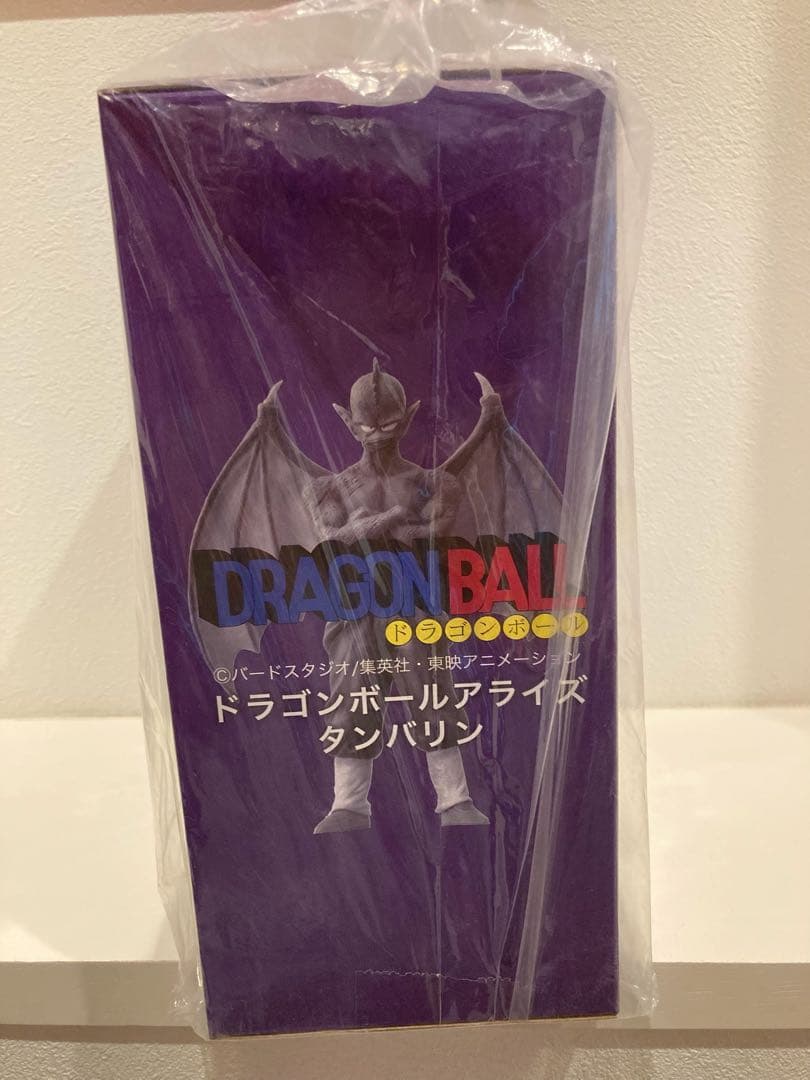 DRAGON BALL
ドラゴンボール
©バードスタジオ/集英社・東映アニメーション
ドラゴンボールアライズ
タンバリン